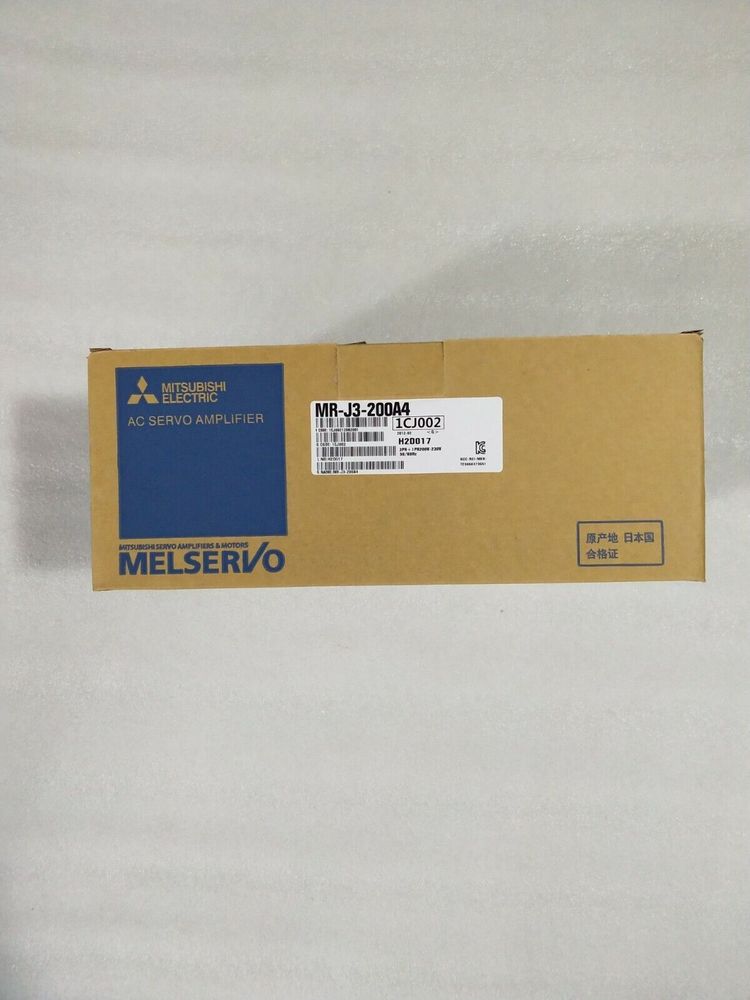 MITSUBISHI
ELECTRIC
AC SERVO AMPLIFIER
MITSUBISHI SERVO AMPLIFIERS & MOTORS
MELSERVO
MR-J3-200A4
1CJ002
H2D017
原产地 日本国
合格证